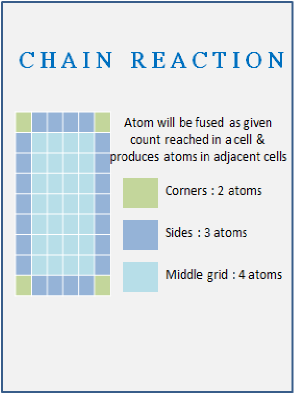 CHAIN REACTION
Atom will be fused as given
count reached in a cell &
produces atoms in adjacent cells
Corners : 2 atoms
Sides : 3 atoms
Middle grid : 4 atoms